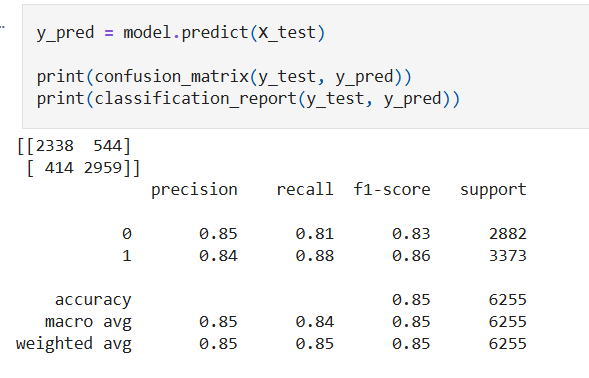 y_pred = model.predict(X_test)
print(confusion_matrix(y_test, y_pred))
print(classification_report(y_test, y_pred))
[[2338  544]
 [ 414 2959]]
              precision    recall  f1-score   support
           0       0.85      0.81      0.83      2882
           1       0.84      0.88      0.86      3373
    accuracy                           0.85      6255
   macro avg       0.85      0.84      0.85      6255
weighted avg       0.85      0.85      0.85      6255